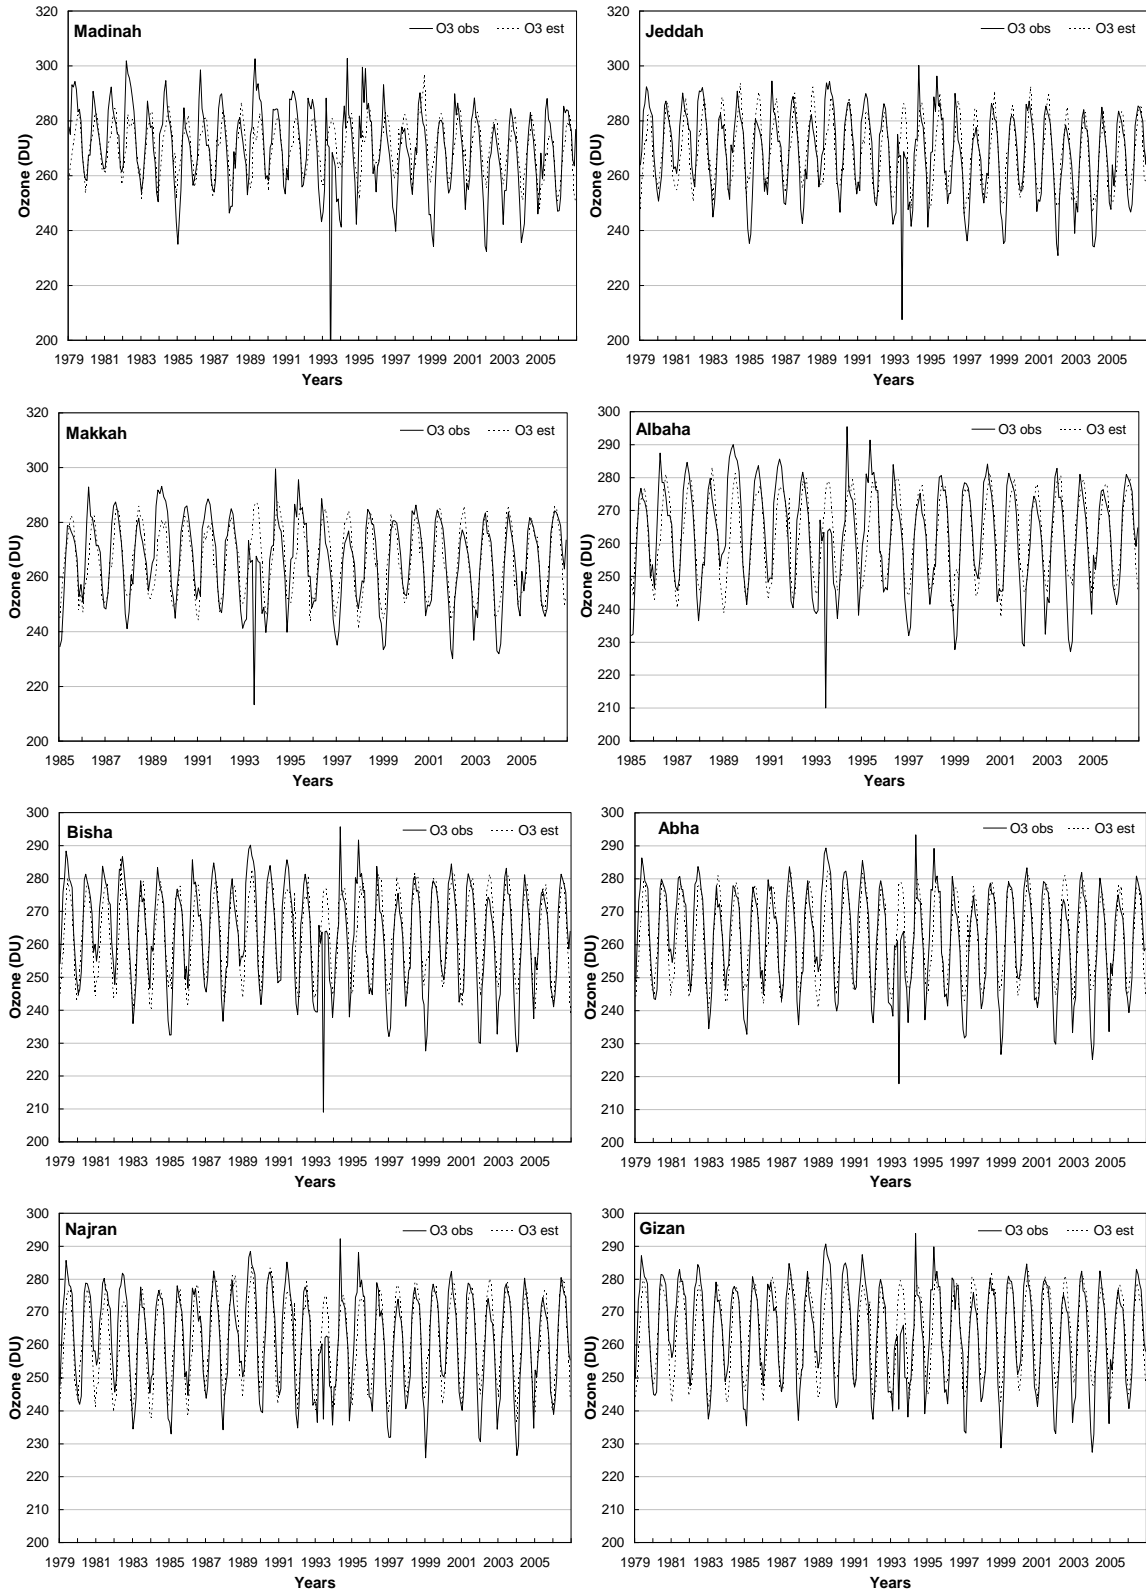 Madinah
O3 obs O3 est
Ozone (DU)
320
300
280
260
240
220
200
1979 1981 1983 1985 1987 1989 1991 1993 1995 1997 1999 2001 2003 2005
Years
Jeddah
O3 obs O3 est
Ozone (DU)
320
300
280
260
240
220
200
1979 1981 1983 1985 1987 1989 1991 1993 1995 1997 1999 2001 2003 2005
Years
Makkah
O3 obs O3 est
Ozone (DU)
320
300
280
260
240
220
200
1985 1987 1989 1991 1993 1995 1997 1999 2001 2003 2005
Years
Albaha
O3 obs O3 est
Ozone (DU)
300
290
280
270
260
250
240
230
220
210
200
1985 1987 1989 1991 1993 1995 1997 1999 2001 2003 2005
Years
Bisha
O3 obs O3 est
Ozone (DU)
300
290
280
270
260
250
240
230
220
210
200
1979 1981 1983 1985 1987 1989 1991 1993 1995 1997 1999 2001 2003 2005
Years
Abha
O3 obs O3 est
Ozone (DU)
300
290
280
270
260
250
240
230
220
210
200
1979 1981 1983 1985 1987 1989 1991 1993 1995 1997 1999 2001 2003 2005
Years
Najran
O3 obs O3 est
Ozone (DU)
300
290
280
270
260
250
240
230
220
210
200
1979 1981 1983 1985 1987 1989 1991 1993 1995 1997 1999 2001 2003 2005
Years
Gizan
O3 obs O3 est
Ozone (DU)
300
290
280
270
260
250
240
230
220
210
200
1979 1981 1983 1985 1987 1989 1991 1993 1995 1997 1999 2001 2003 2005
Years